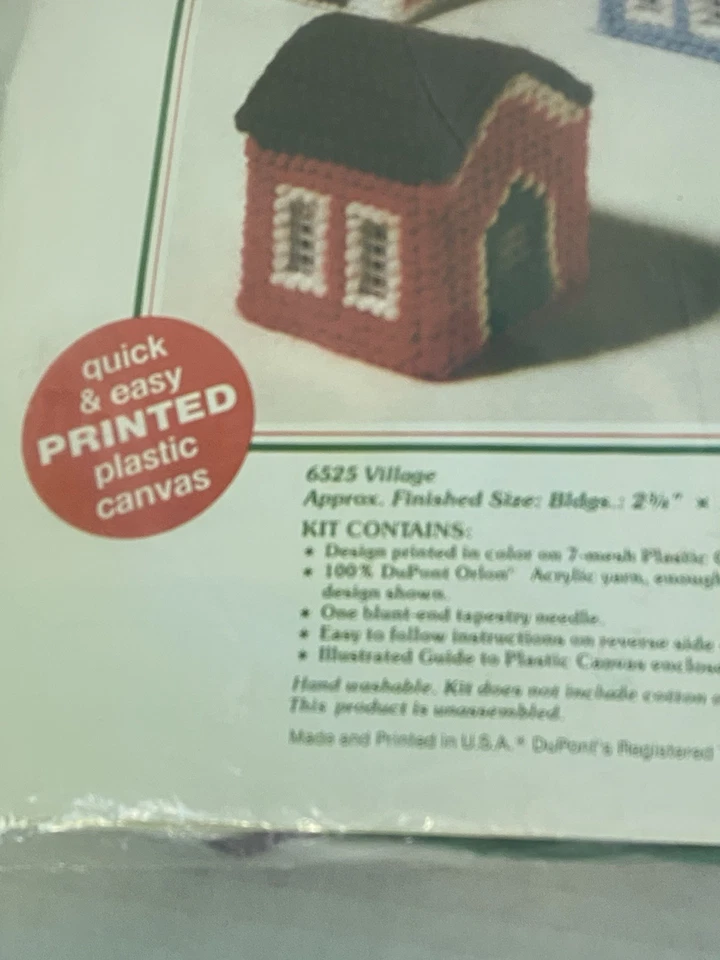 quick
& easy
PRINTED
plastic
canvas
6525 Village
Approx. Finished Size: Bldgs.:
KIT CONTAINS:
• Design printed in color on 7-mesh Plastic
• 100% DuPont Orlon® Acrylic yarn, enough
design shown.
• One blunt-end tapestry needle.
• Easy to follow instructions on reverse side
• Illustrated Guide to Plastic Canvas
Hand washable. Kit does not include cotton
This product is unassembled.
Made and Printed in U.S.A. * DuPont's Registered